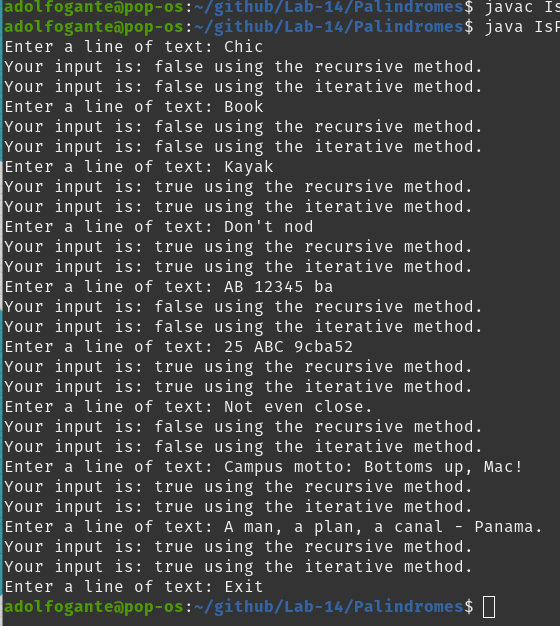 adolfogante@pop-os:~/github/Lab-14/Palindromes$ javac Is
adolfogante@pop-os:~/github/Lab-14/Palindromes$ java IsP
Enter a line of text: Chic
Your input is: false using the recursive method.
Your input is: false using the iterative method.
Enter a line of text: Book
Your input is: false using the recursive method.
Your input is: false using the iterative method.
Enter a line of text: Kayak
Your input is: true using the recursive method.
Your input is: true using the iterative method.
Enter a line of text: Don't nod
Your input is: true using the recursive method.
Your input is: true using the iterative method.
Enter a line of text: AB 12345 ba
Your input is: false using the recursive method.
Your input is: false using the iterative method.
Enter a line of text: 25 ABC 9cba52
Your input is: true using the recursive method.
Your input is: true using the iterative method.
Enter a line of text: Not even close.
Your input is: false using the recursive method.
Your input is: false using the iterative method.
Enter a line of text: Campus motto: Bottoms up, Mac!
Your input is: true using the recursive method.
Your input is: true using the iterative method.
Enter a line of text: A man, a plan, a canal - Panama.
Your input is: true using the recursive method.
Your input is: true using the iterative method.
Enter a line of text: Exit
adolfogante@pop-os:~/github/Lab-14/Palindromes$